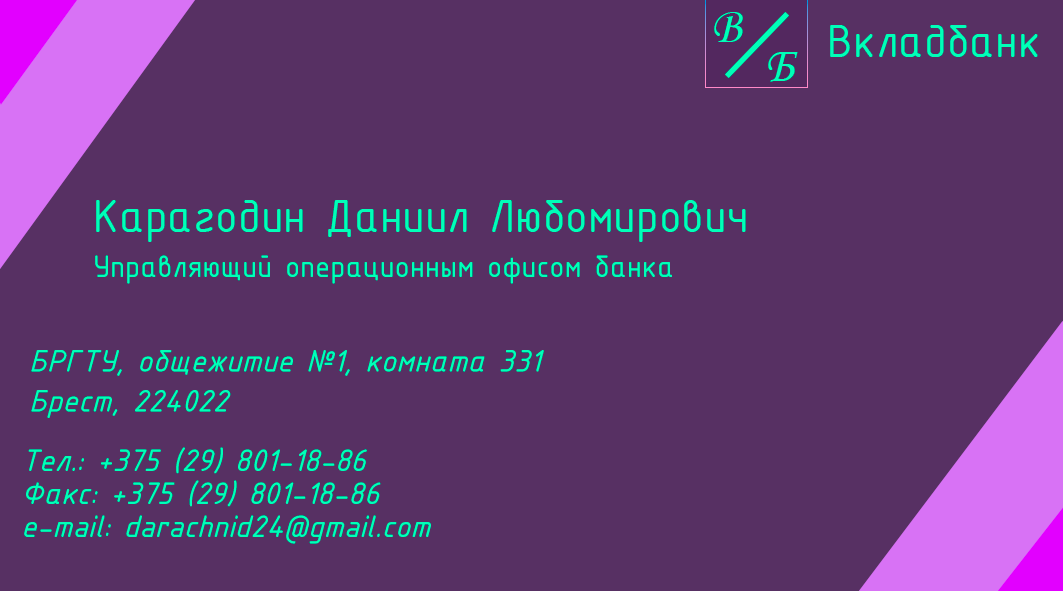 В/Б
Вкладбанк
Карагодин Даниил Любомирович
Управляющий операционным офисом банка
БРГТУ, общежитие №1, комната 331
Брест, 224022
Тел.: +375 (29) 801-18-86
Факс: +375 (29) 801-18-86
e-mail: darachnid24@gmail.com